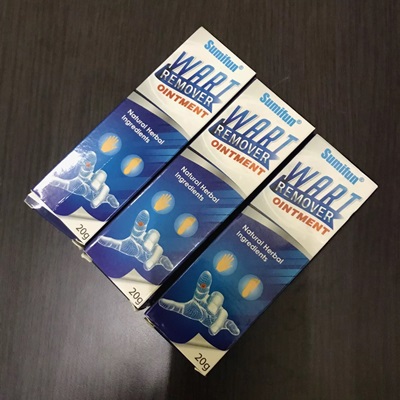 Sumifun®
WART
REMOVER
OINTMENT
Natural Herbal
Ingredients
20g
Sumifun®
WART
REMOVER
OINTMENT
Natural Herbal
Ingredients
20g
Sumifun®
WART
REMOVER
OINTMENT
Natural Herbal
Ingredients
20g